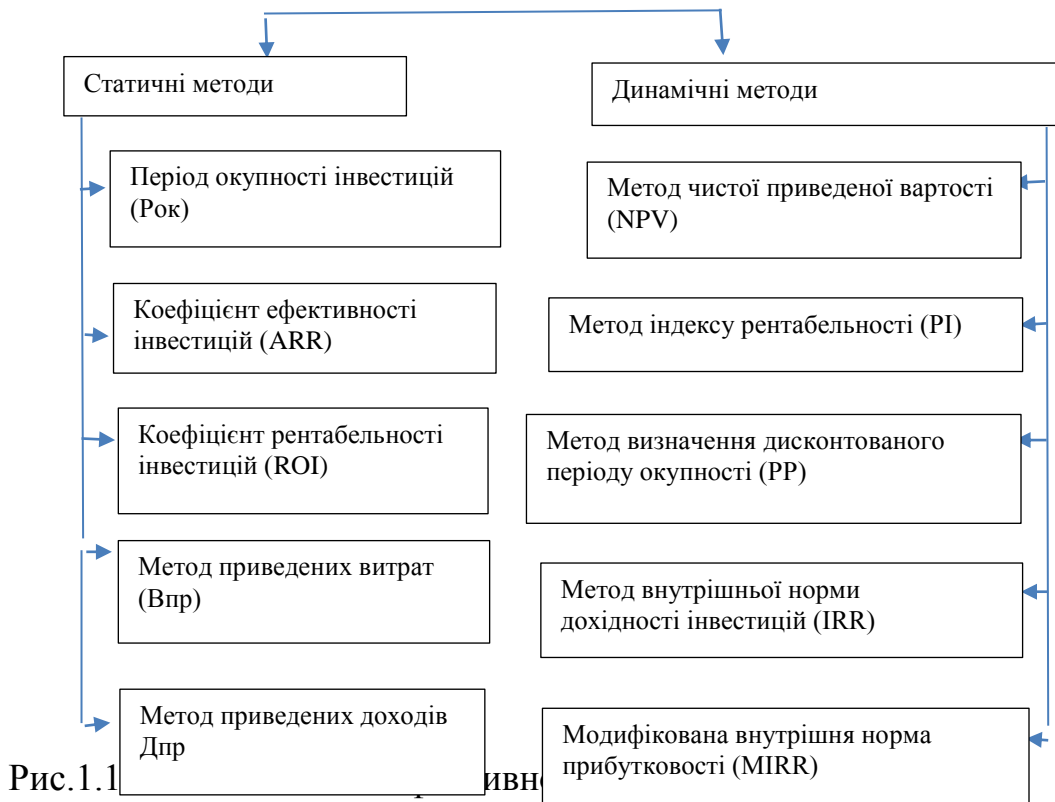 Статичні методи
Період окупності інвестицій
(Рок)
Коефіцієнт ефективності
інвестицій (ARR)
Коефіцієнт рентабельності
інвестицій (ROI)
Метод приведених витрат
(Впр)
Метод приведених доходів
Дпр
Динамічні методи
Метод чистої приведеної вартості
(NPV)
Метод індексу рентабельності (PI)
Метод визначення дисконтованого
періоду окупності (PP)
Метод внутрішньої норми
дохідності інвестицій (IRR)
Модифікована внутрішня норма
прибутковості (MIRR)
Рис.1.1